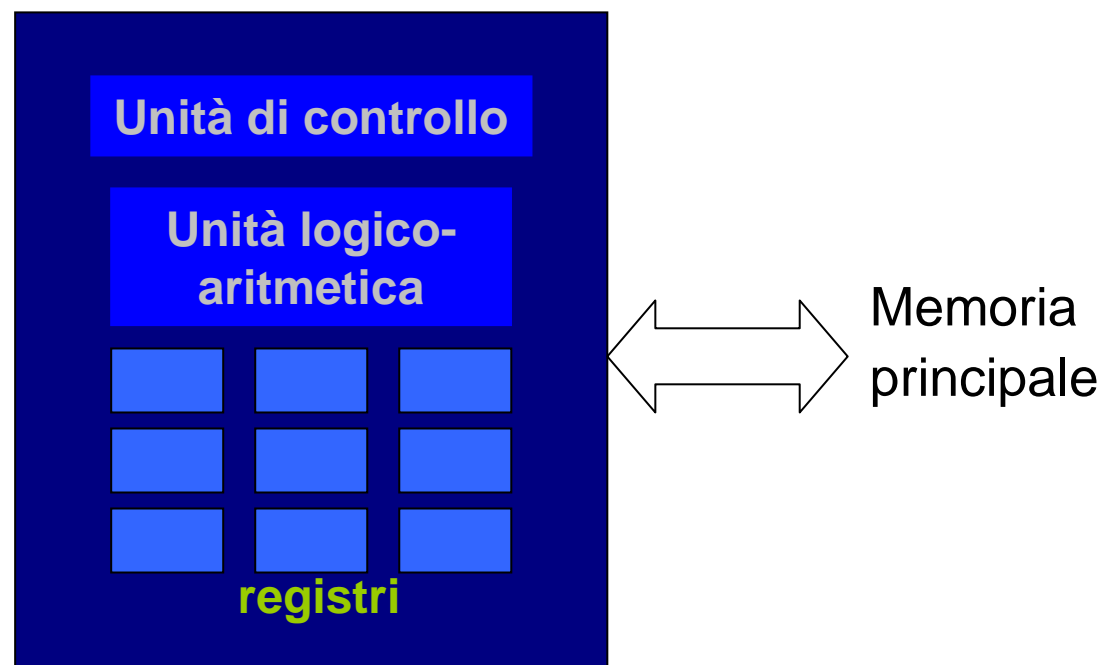 Unità di controllo
Unità logico-
aritmetica
registri
Memoria
principale